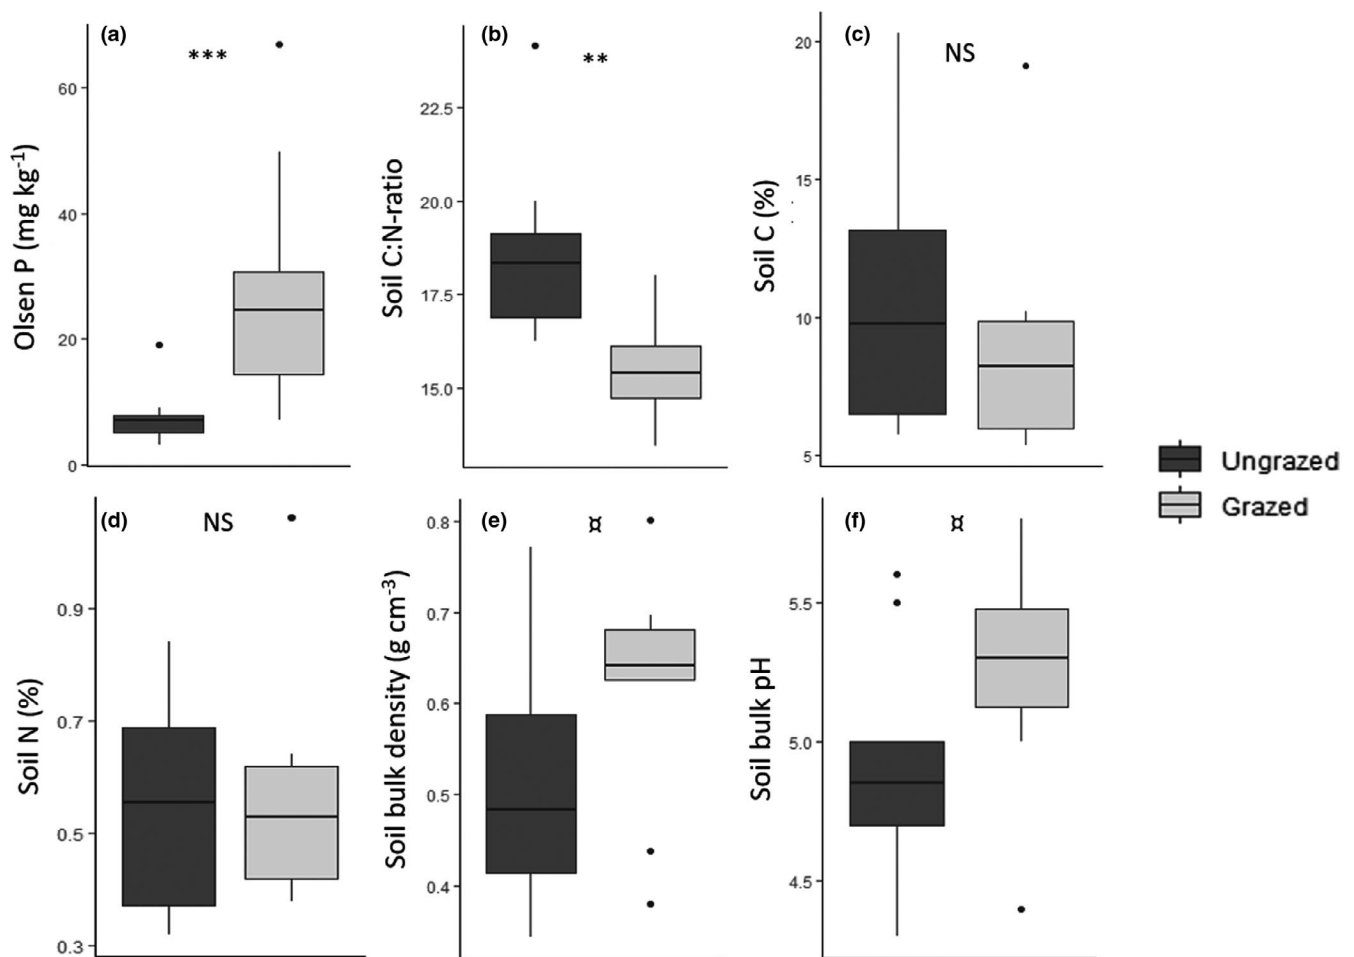 (a)
***
Olsen P (mg kg-1)
60
40
20
0
(b)
**
Soil C:N-ratio
22.5
20.0
17.5
15.0
(c)
NS
Soil C (%)
20
15
10
5
Ungrazed
Grazed
(d)
NS
Soil N (%)
0.9
0.7
0.5
0.3
(e)
¤
Soil bulk density (g cm-3)
0.8
0.7
0.6
0.5
0.4
(f)
¤
Soil bulk pH
5.5
5.0
4.5